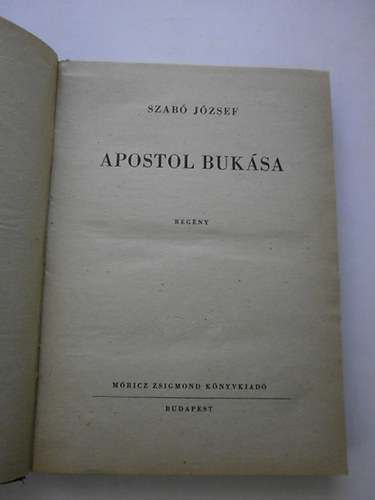 SZABÓ JÓZSEF
APOSTOL BUKÁSA
REGÉNY
MÓRICZ ZSIGMOND KÖNYVKIADÓ
BUDAPEST